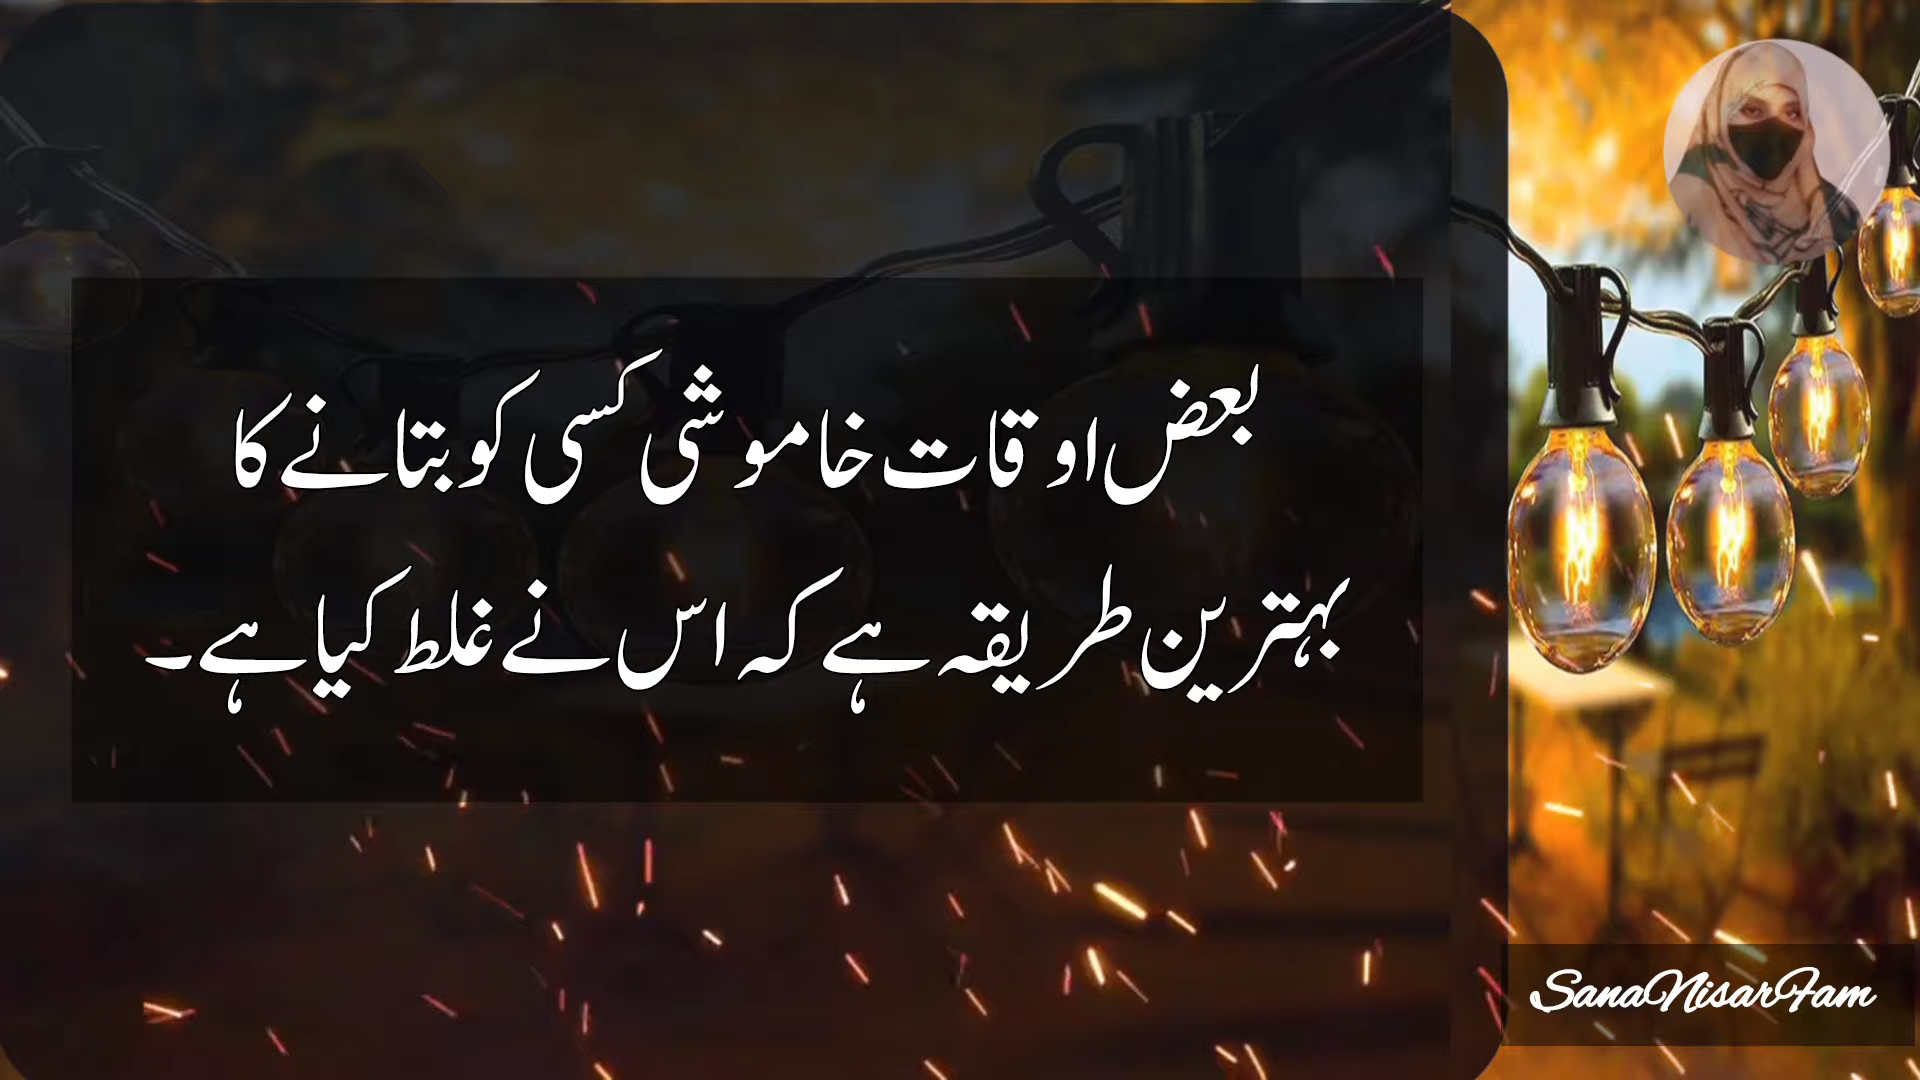 بعض اوقات خاموشی کسی کو بتانے کا
بہترین طریقہ ہے کہ اس نے غلط کیا ہے۔
SanaNisarFam